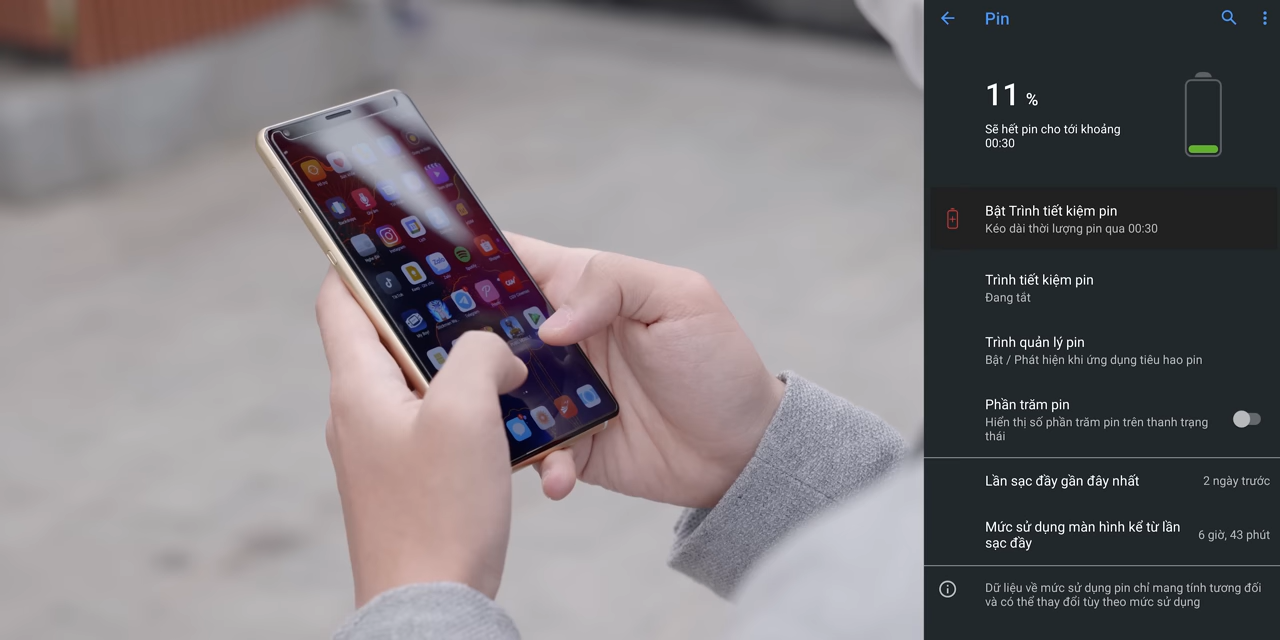 Pin
11 %
Sẽ hết pin cho tới khoảng
00:30
Bật Trình tiết kiệm pin
Kéo dài thời lượng pin qua 00:30
Trình tiết kiệm pin
Đang tắt
Trình quản lý pin
Bật / Phát hiện khi ứng dụng tiêu hao pin
Phần trăm pin
Hiển thị số phần trăm pin trên thanh trạng
thái
Lần sạc đầy gần đây nhất
2 ngày trước
Mức sử dụng màn hình kể từ lần
sạc đầy
6 giờ, 43 phút
Dữ liệu về mức sử dụng pin chỉ mang tính tương đối
và có thể thay đổi tùy theo mức sử dụng
Instagram
Zalo
Spotify
TikTok